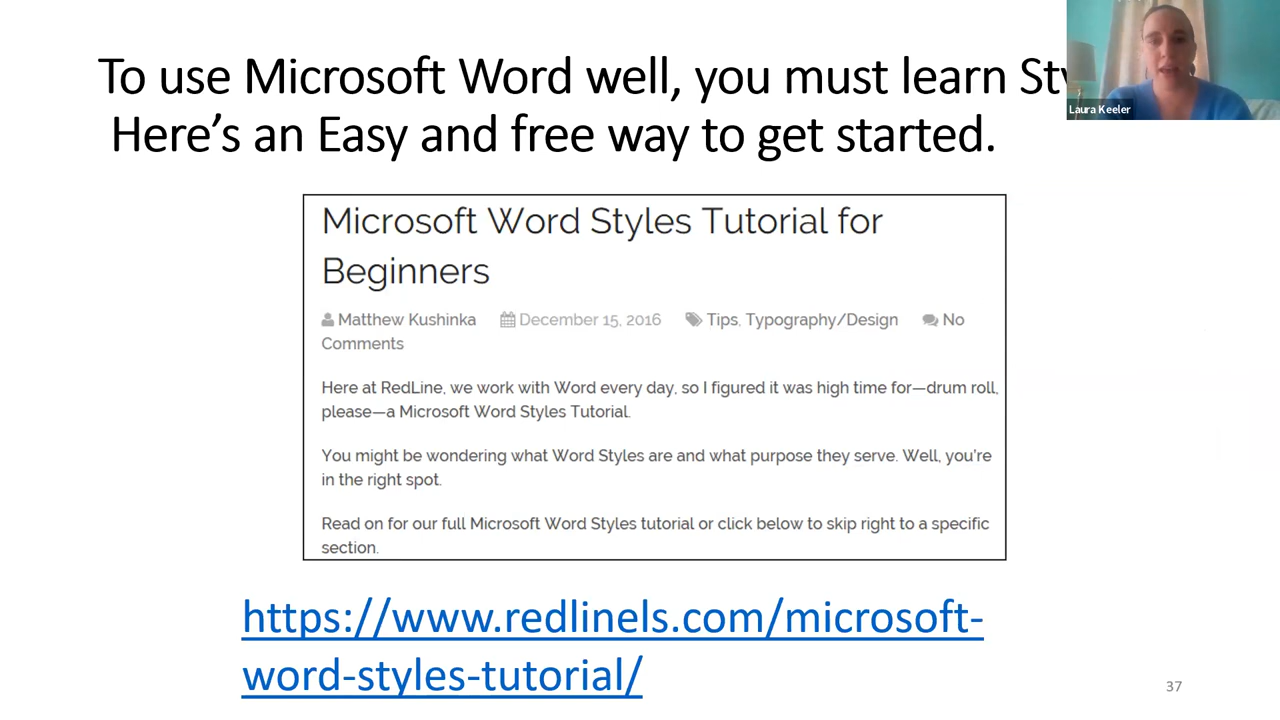 To use Microsoft Word well, you must learn
Here's an Easy and free way to get started.
Laura Keeler
Microsoft Word Styles Tutorial for
Beginners
Matthew Kushinka December 15, 2016 Tips, Typography/Design No
Comments
Here at RedLine, we work with Word every day, so I figured it was high time for—drum roll,
please—a Microsoft Word Styles Tutorial.
You might be wondering what Word Styles are and what purpose they serve. Well, you're
in the right spot.
Read on for our full Microsoft Word Styles tutorial or click below to skip right to a specific
section.
https://www.redlinels.com/microsoft-
word-styles-tutorial/
37